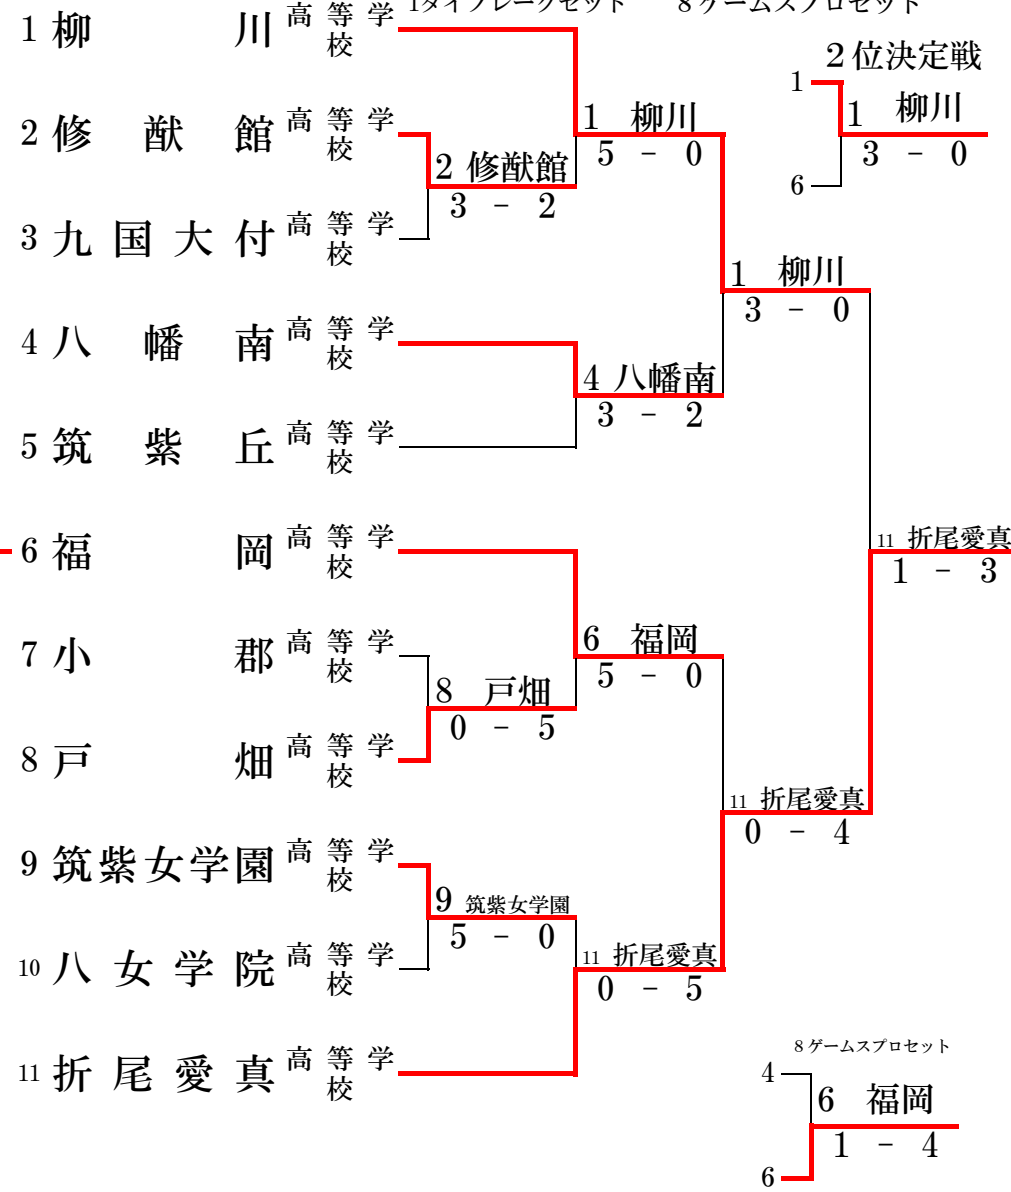 1タイブレークセット 8ゲームスプロセット
1 柳川 高等学校
2 修猷館 高等学校
3 九国大付 高等学校
4 八幡南 高等学校
5 筑紫丘 高等学校
6 福岡 高等学校
7 小郡 高等学校
8 戸畑 高等学校
9 筑紫女学園 高等学校
10 八女学院 高等学校
11 折尾愛真 高等学校
2 修猷館
3 - 2
8 戸畑
0 - 5
9 筑紫女学園
5 - 0
1 柳川
5 - 0
4 八幡南
3 - 2
6 福岡
5 - 0
11 折尾愛真
0 - 5
1 柳川
3 - 0
11 折尾愛真
0 - 4
11 折尾愛真
1 - 3
2位決定戦
1
1 柳川
3 - 0
6
8ゲームスプロセット
4
6 福岡
1 - 4
6